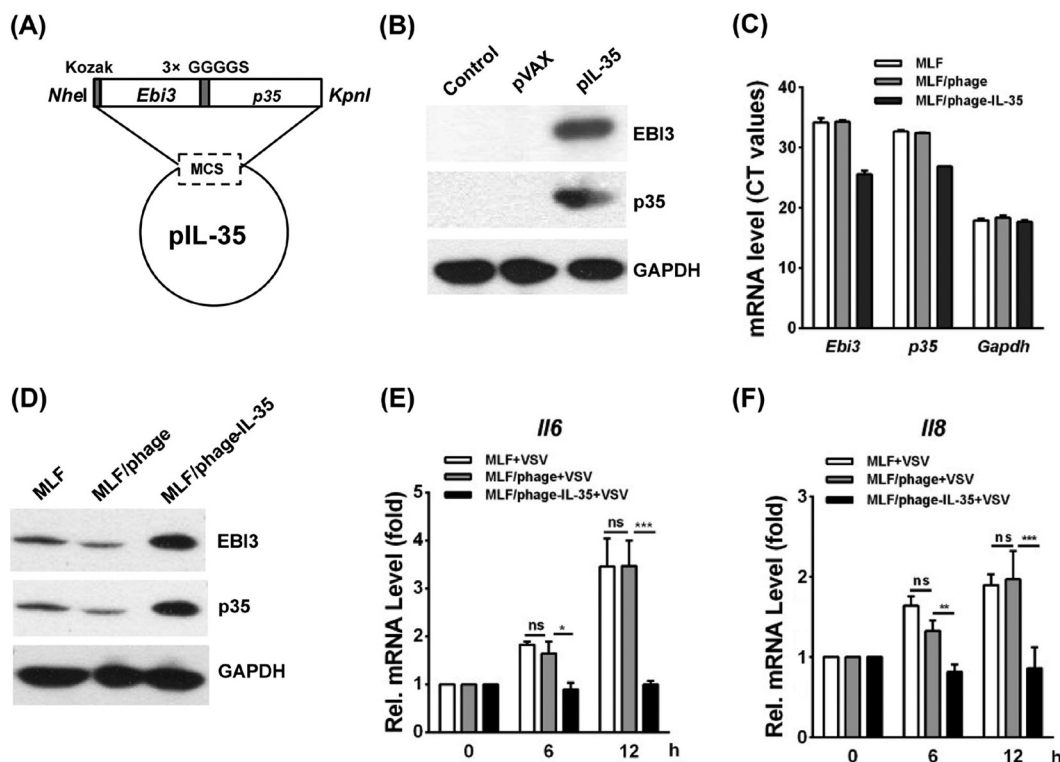 (A)
3× GGGGS
Kozak
NheI
Ebi3
p35
KpnI
MCS
pIL-35
(B)
Control
pVAX
pIL-35
EBI3
p35
GAPDH
(C)
MLF
MLF/phage
MLF/phage-IL-35
mRNA level (CT values)
40
30
20
10
0
Ebi3 p35 Gapdh
(D)
MLF
MLF/phage
MLF/phage-IL-35
EBI3
p35
GAPDH
(E)
Il6
MLF+VSV
MLF/phage+VSV
MLF/phage-IL-35+VSV
Rel. mRNA Level (fold)
5
4
3
2
1
0
ns *
ns ***
0 6 12 h
(F)
Il8
MLF+VSV
MLF/phage+VSV
MLF/phage-IL-35+VSV
Rel. mRNA Level (fold)
3
2
1
0
ns **
ns ***
0 6 12 h